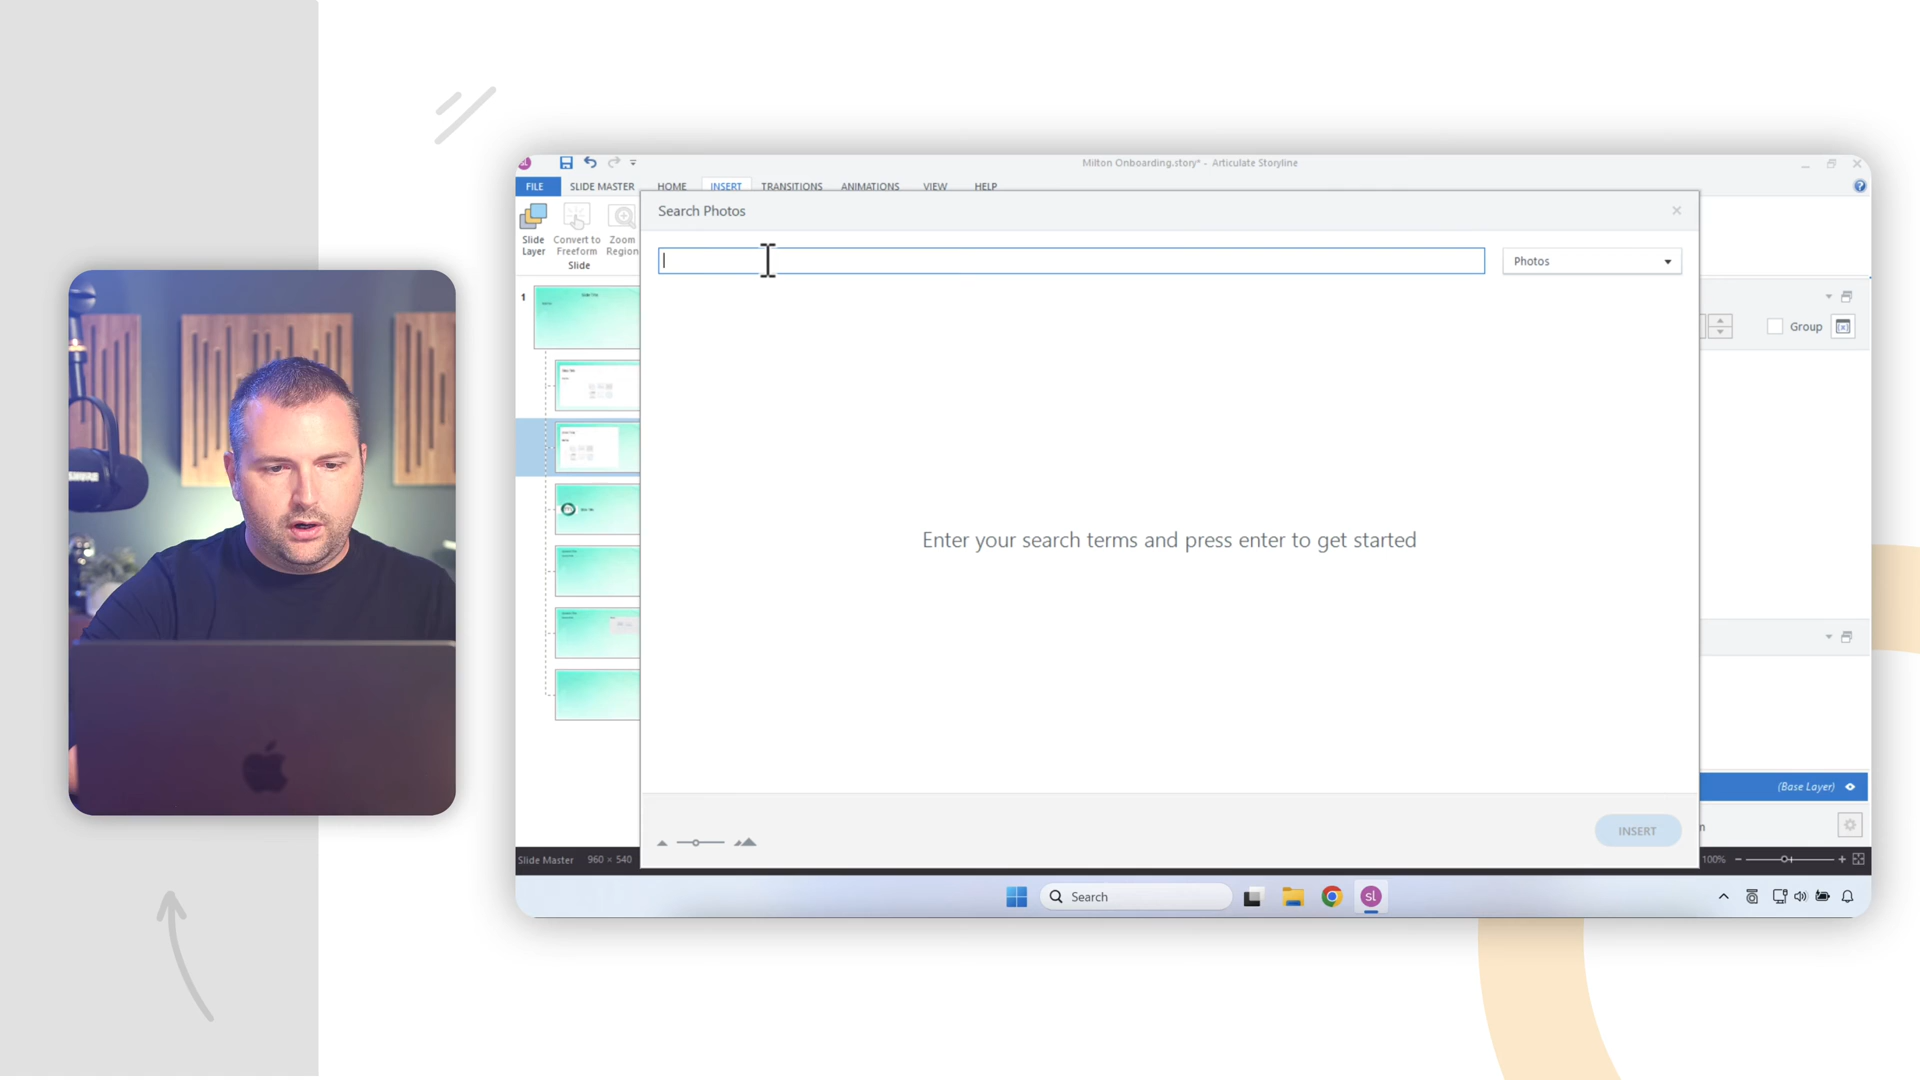 Milton Onboarding.story* - Articulate Storyline
FILE SLIDE MASTER HOME INSERT TRANSITIONS ANIMATIONS VIEW HELP
Slide Layer
Convert to Freeform
Zoom Region
Slide
Search Photos
Photos
Group
1
Enter your search terms and press enter to get started
(Base Layer)
INSERT
Slide Master 960 × 540
100%
Search
sl